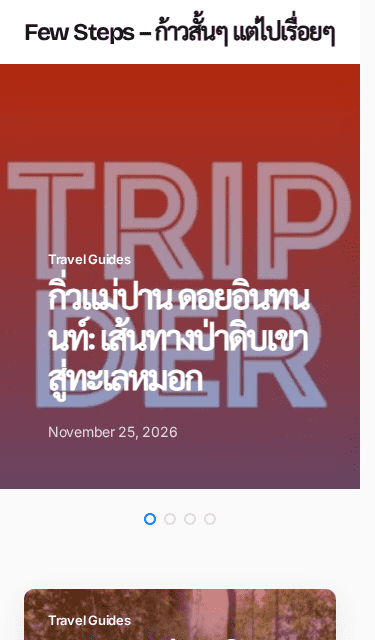 Few Steps – ก้าวสั้นๆ แต่ไปเรื่อยๆ
TRIP
DER
Travel Guides
กิ่วแม่ปาน ดอยอินทน
นท์: เส้นทางป่าดิบเขา
สู่ทะเลหมอก
November 25, 2026
Travel Guides